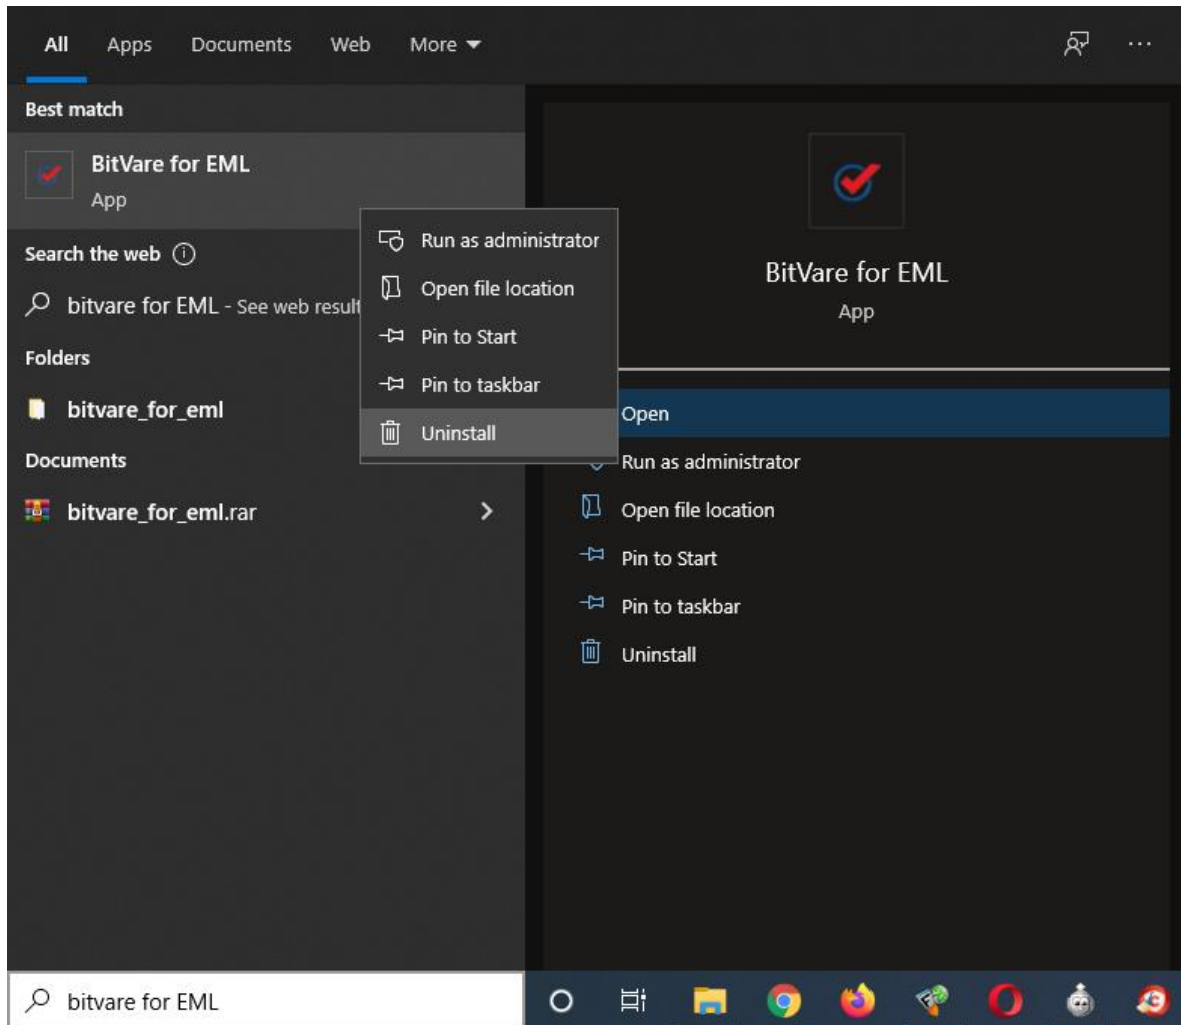 All Apps Documents Web More
Best match
BitVare for EML
App
Search the web
bitvare for EML - See web result
Folders
bitvare_for_eml
Documents
bitvare_for_eml.rar
Run as administrator
Open file location
Pin to Start
Pin to taskbar
Uninstall
BitVare for EML
App
Open
Run as administrator
Open file location
Pin to Start
Pin to taskbar
Uninstall
bitvare for EML